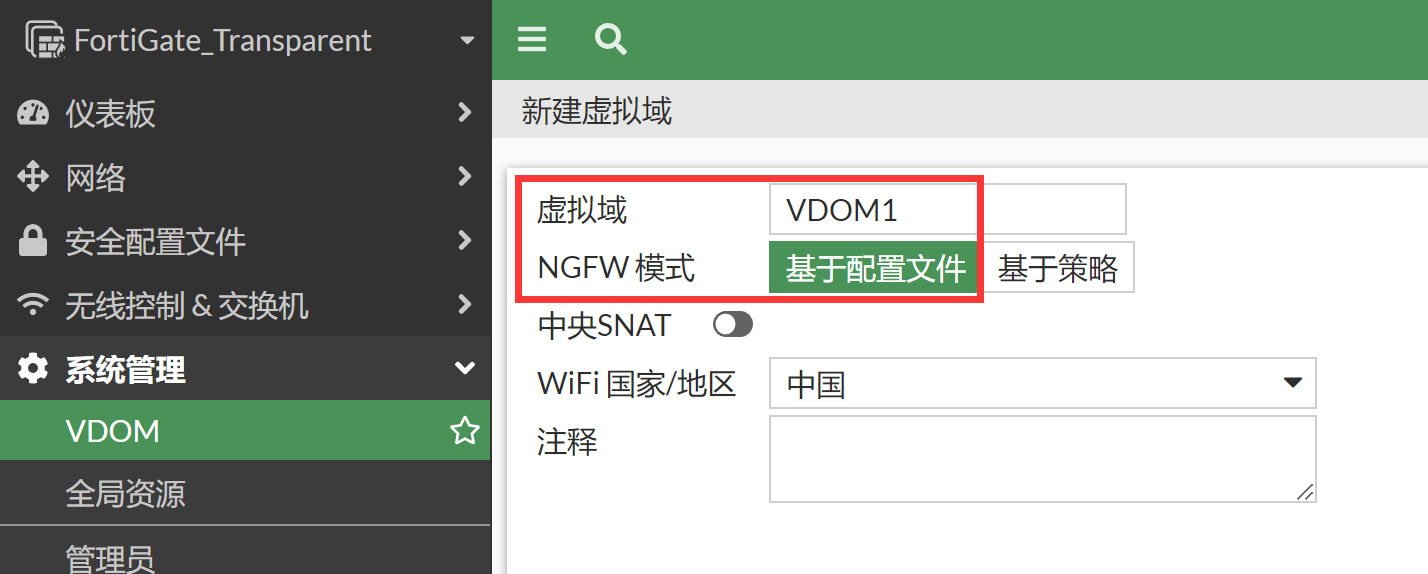 FortiGate_Transparent
仪表板
网络
安全配置文件
无线控制 & 交换机
系统管理
VDOM
全局资源
管理员
新建虚拟域
虚拟域 VDOM1
NGFW 模式 基于配置文件 基于策略
中央SNAT
WiFi 国家/地区 中国
注释